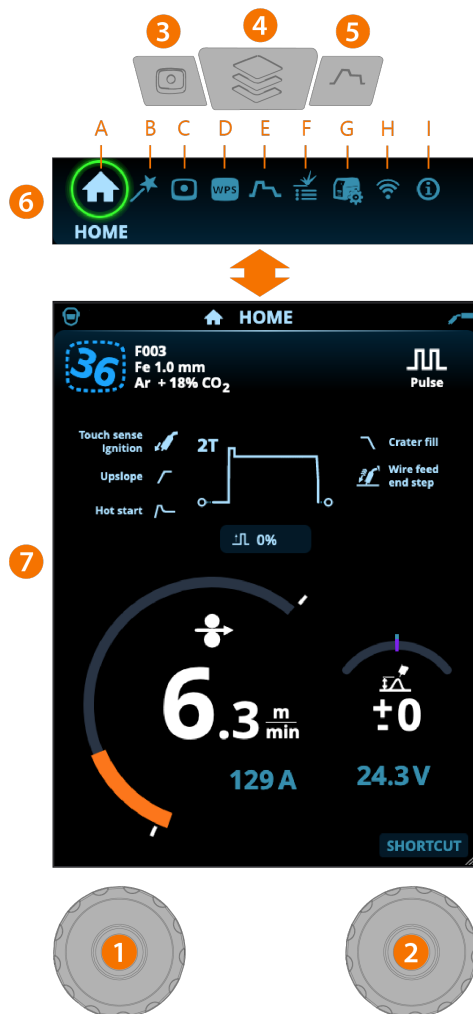 3
4
5
A B C D E F G H I
WPS
6
HOME
HOME
36
F003
Fe 1.0 mm
Ar + 18% CO2
Pulse
Touch sense
Ignition
2T
Crater fill
Upslope
Wire feed
end step
Hot start
0%
7
6.3 m/min
±0
129 A
24.3 V
SHORTCUT
1
2